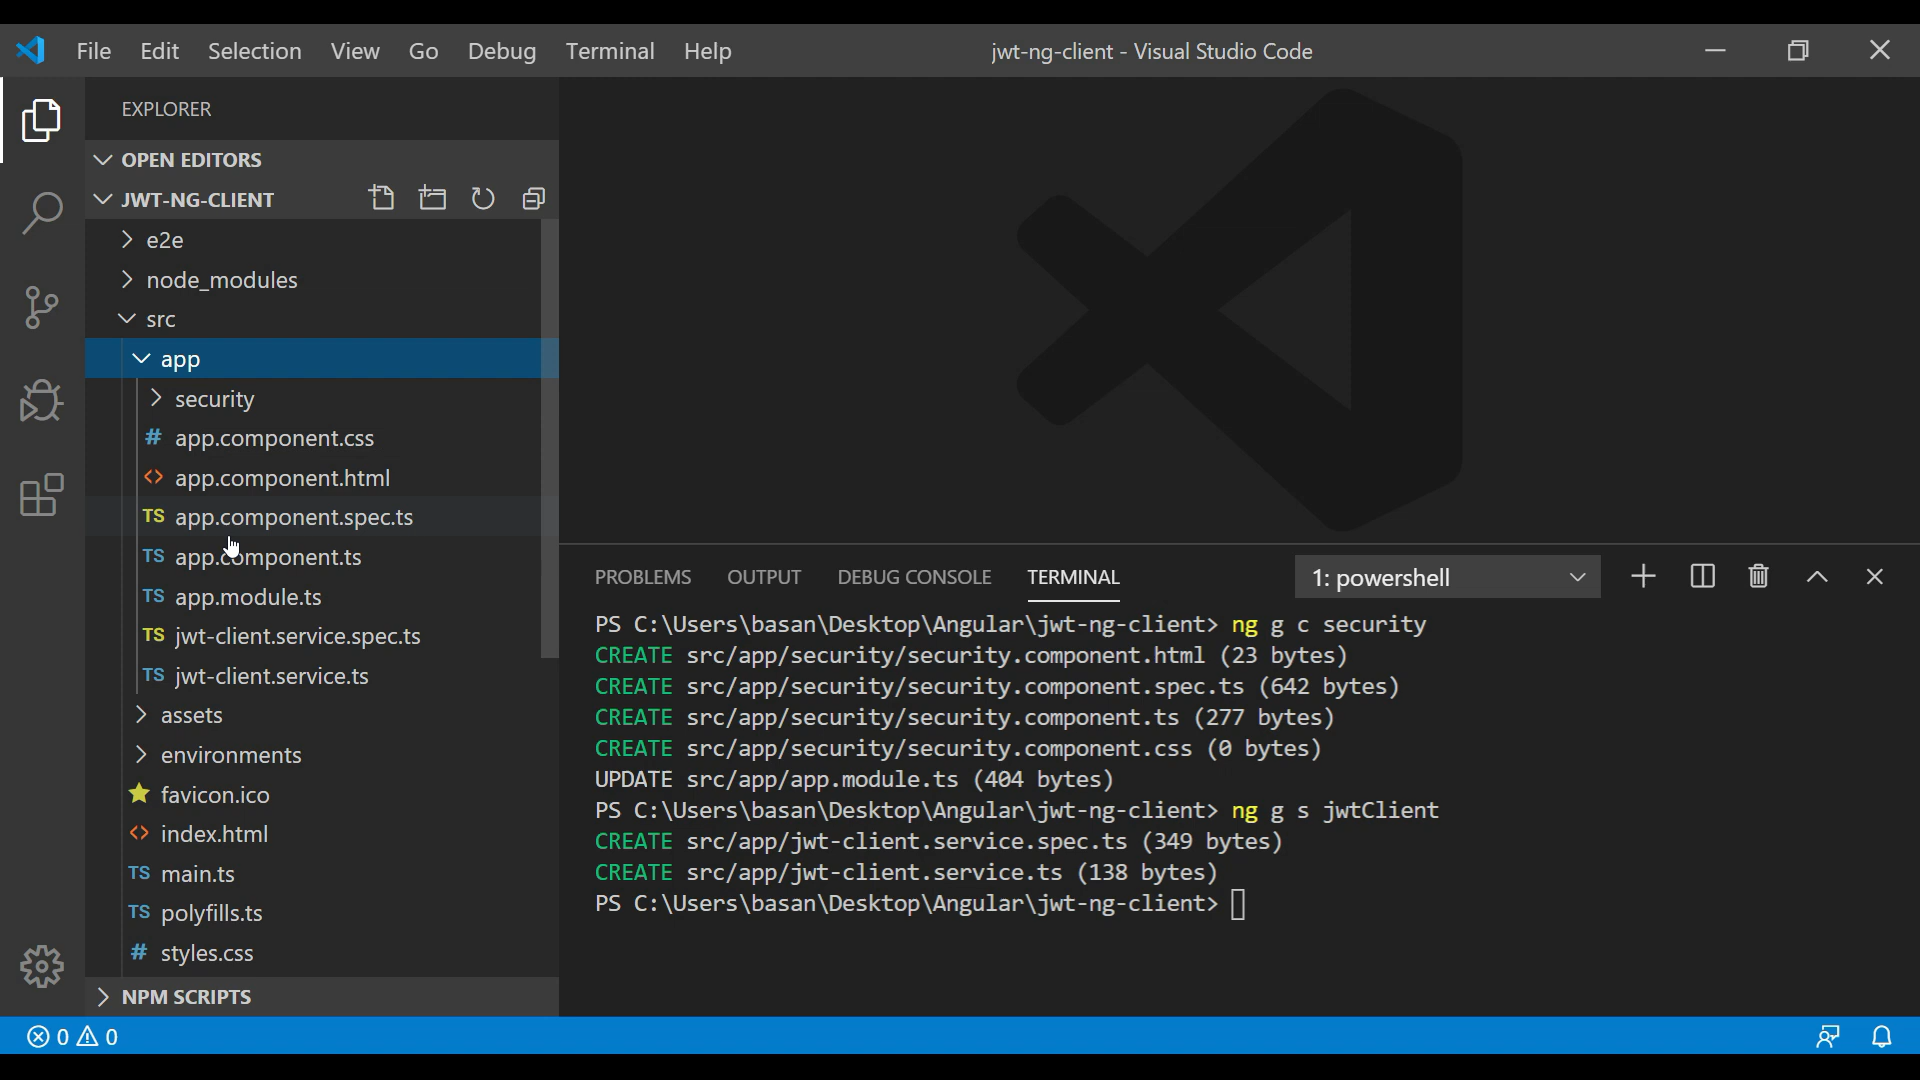 File Edit Selection View Go Debug Terminal Help
jwt-ng-client - Visual Studio Code
EXPLORER
OPEN EDITORS
JWT-NG-CLIENT
e2e
node_modules
src
app
security
# app.component.css
<> app.component.html
TS app.component.spec.ts
TS app.component.ts
TS app.module.ts
TS jwt-client.service.spec.ts
TS jwt-client.service.ts
assets
environments
favicon.ico
<> index.html
TS main.ts
TS polyfills.ts
# styles.css
NPM SCRIPTS
PROBLEMS OUTPUT DEBUG CONSOLE TERMINAL 1: powershell
PS C:\Users\basan\Desktop\Angular\jwt-ng-client> ng g c security
CREATE src/app/security/security.component.html (23 bytes)
CREATE src/app/security/security.component.spec.ts (642 bytes)
CREATE src/app/security/security.component.ts (277 bytes)
CREATE src/app/security/security.component.css (0 bytes)
UPDATE src/app/app.module.ts (404 bytes)
PS C:\Users\basan\Desktop\Angular\jwt-ng-client> ng g s jwtClient
CREATE src/app/jwt-client.service.spec.ts (349 bytes)
CREATE src/app/jwt-client.service.ts (138 bytes)
PS C:\Users\basan\Desktop\Angular\jwt-ng-client>
0 0